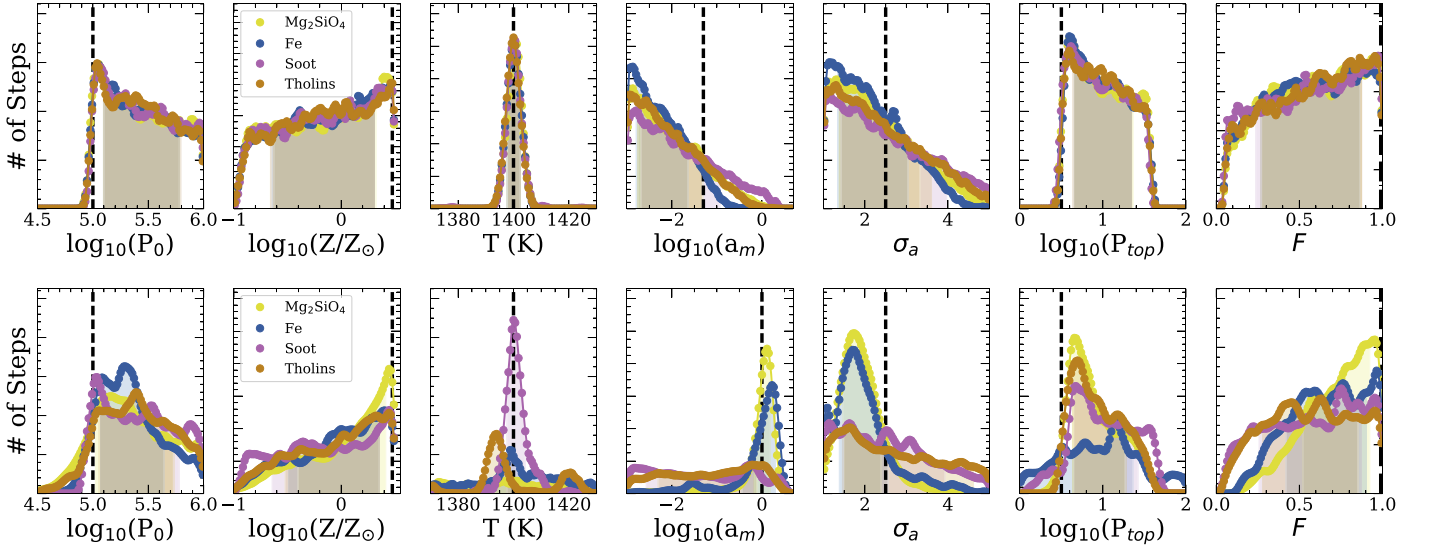 # of Steps
Mg₂SiO₄
Fe
Soot
Tholins
4.5 5.0 5.5 6.0
−1 0
1380 1400 1420
−2 0
2 4
0 1 2
0.0 0.5 1.0
log₁₀(P₀)
log₁₀(Z/Z☉)
T (K)
log₁₀(aₘ)
σₐ
log₁₀(Pₜₒₚ)
F
# of Steps
Mg₂SiO₄
Fe
Soot
Tholins
4.5 5.0 5.5 6.0
−1 0
1380 1400 1420
−2 0
2 4
0 1 2
0.0 0.5 1.0
log₁₀(P₀)
log₁₀(Z/Z☉)
T (K)
log₁₀(aₘ)
σₐ
log₁₀(Pₜₒₚ)
F